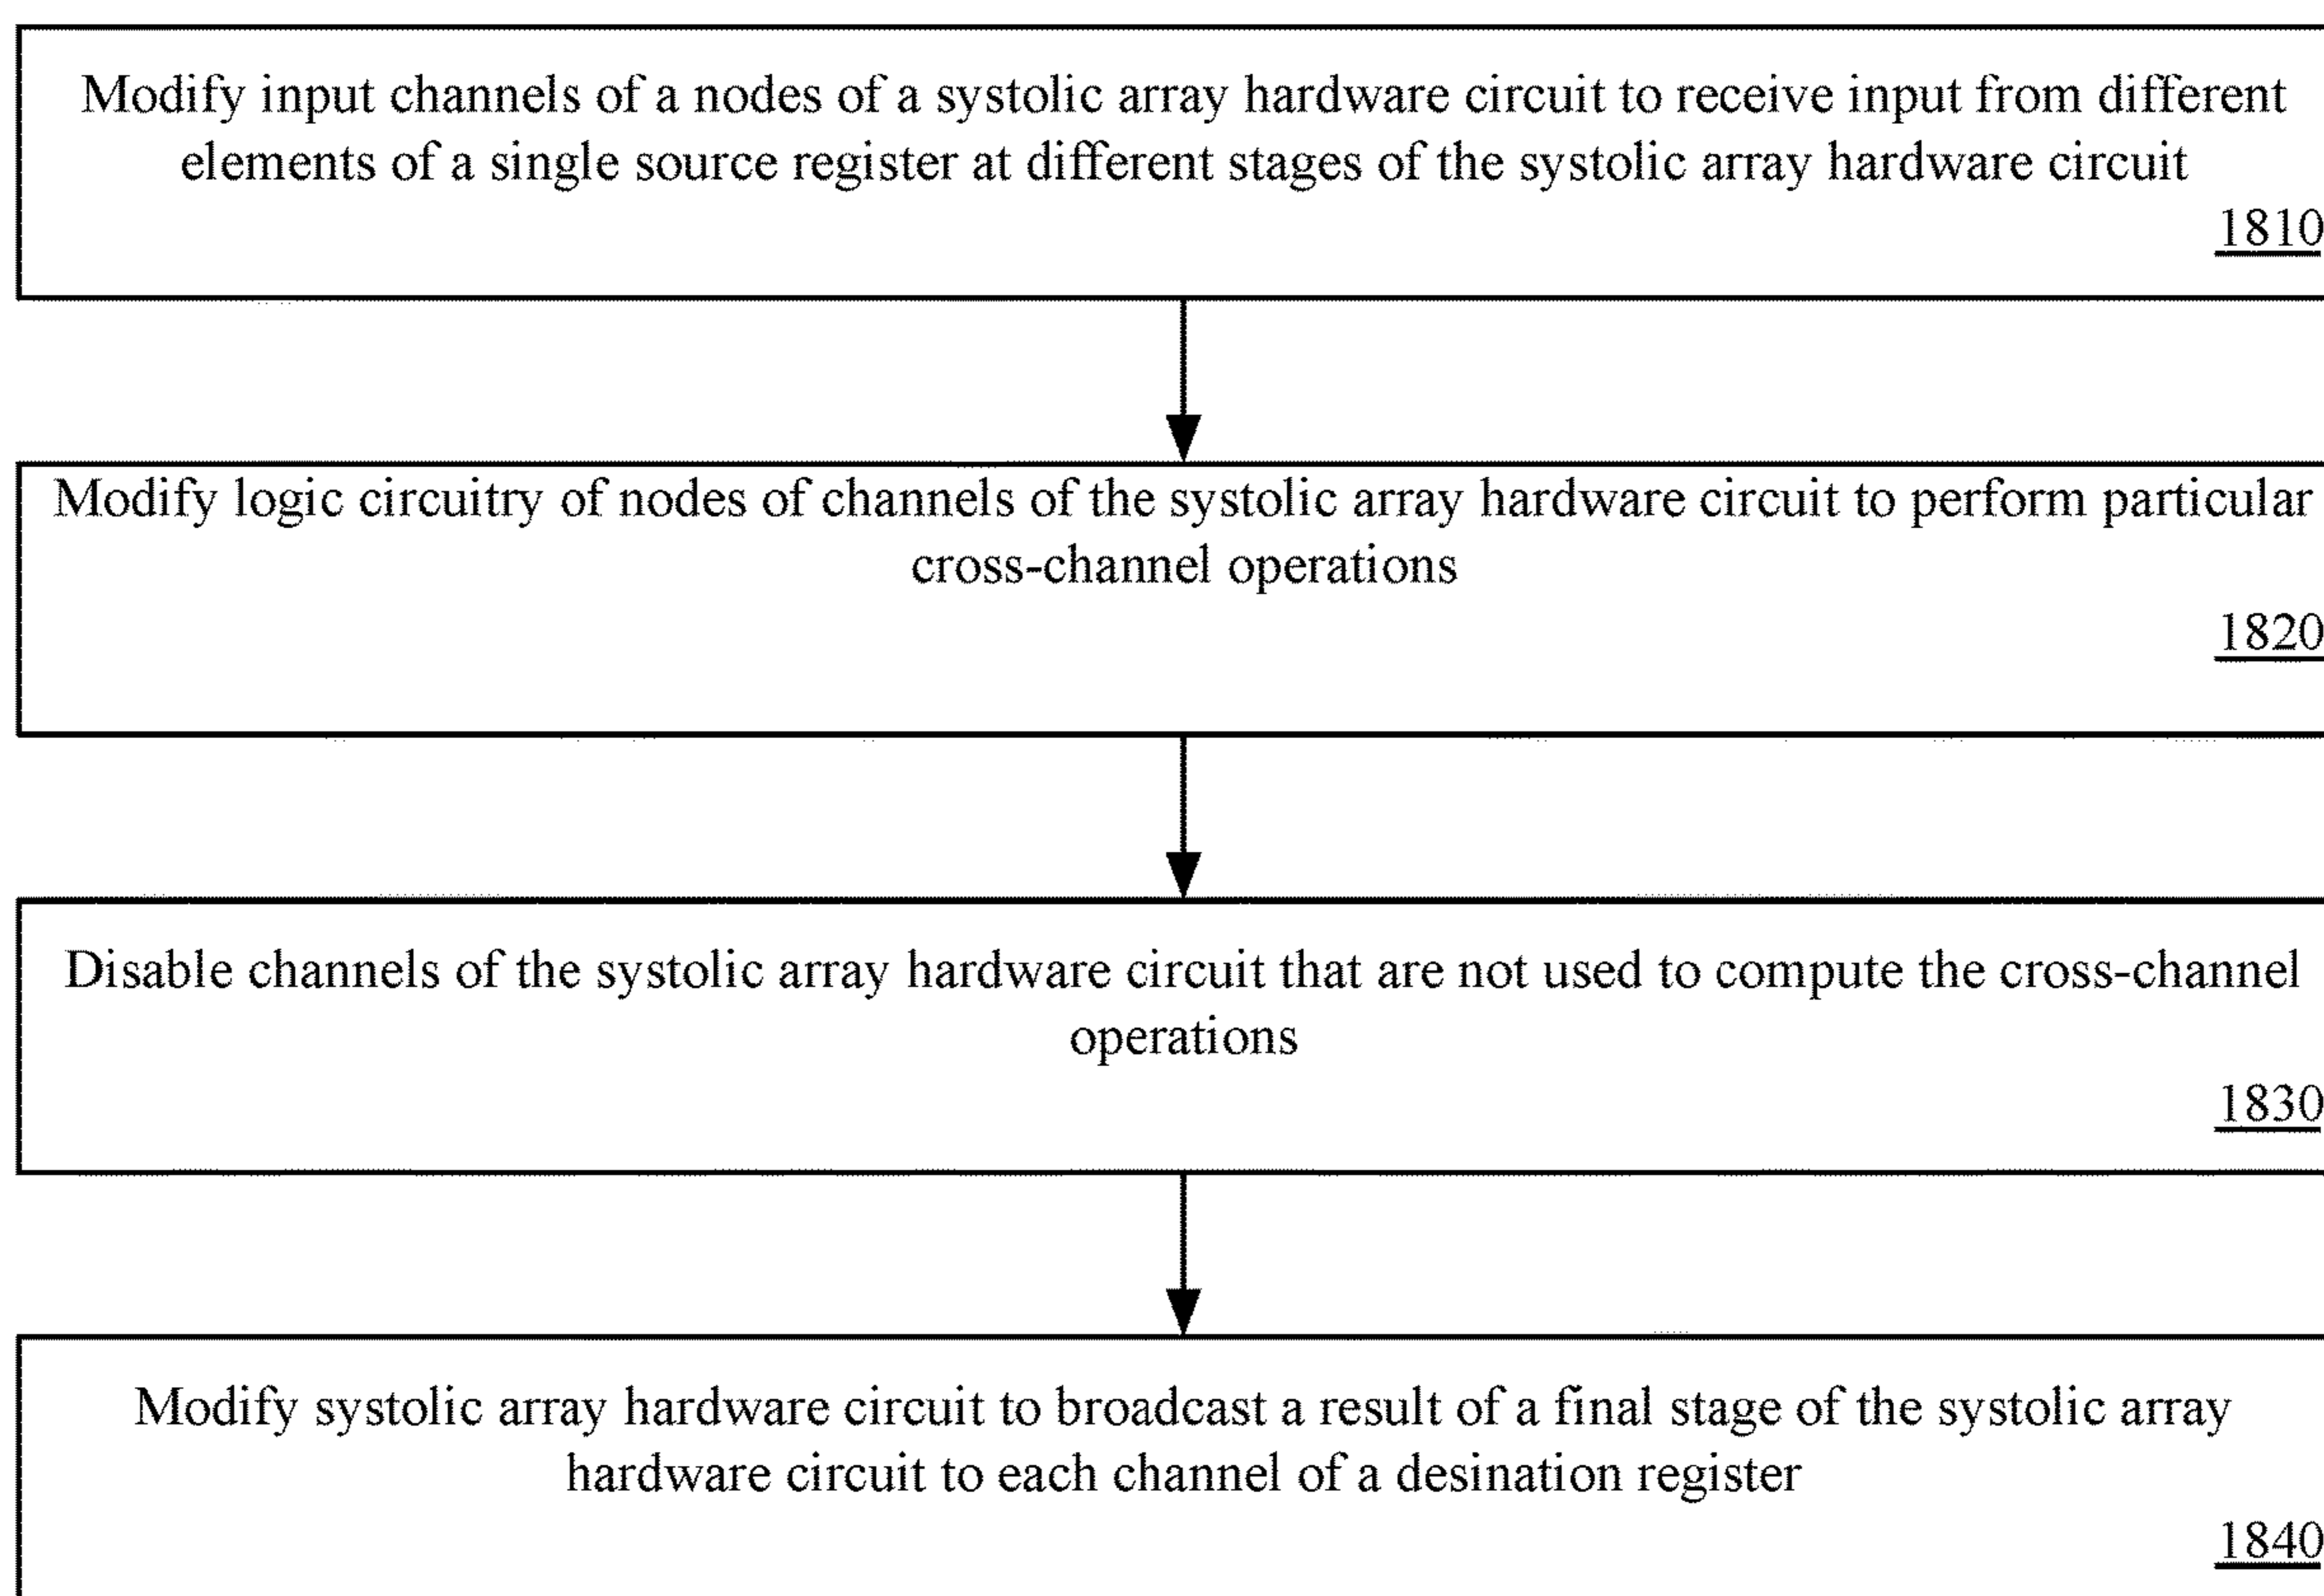 Modify input channels of a nodes of a systolic array hardware circuit to receive input from different
elements of a single source register at different stages of the systolic array hardware circuit
1810
Modify logic circuitry of nodes of channels of the systolic array hardware circuit to perform particular
cross-channel operations
1820
Disable channels of the systolic array hardware circuit that are not used to compute the cross-channel
operations
1830
Modify systolic array hardware circuit to broadcast a result of a final stage of the systolic array
hardware circuit to each channel of a desination register
1840